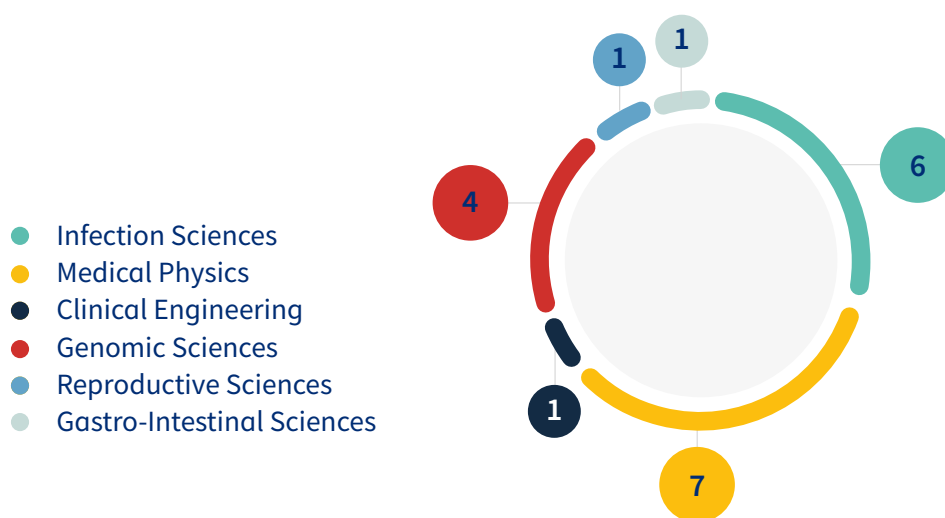 Infection Sciences
Medical Physics
Clinical Engineering
Genomic Sciences
Reproductive Sciences
Gastro-Intestinal Sciences
1
1
6
4
1
7